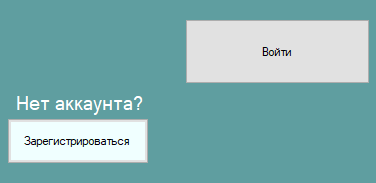 Войти
Нет аккаунта?
Зарегистрироваться